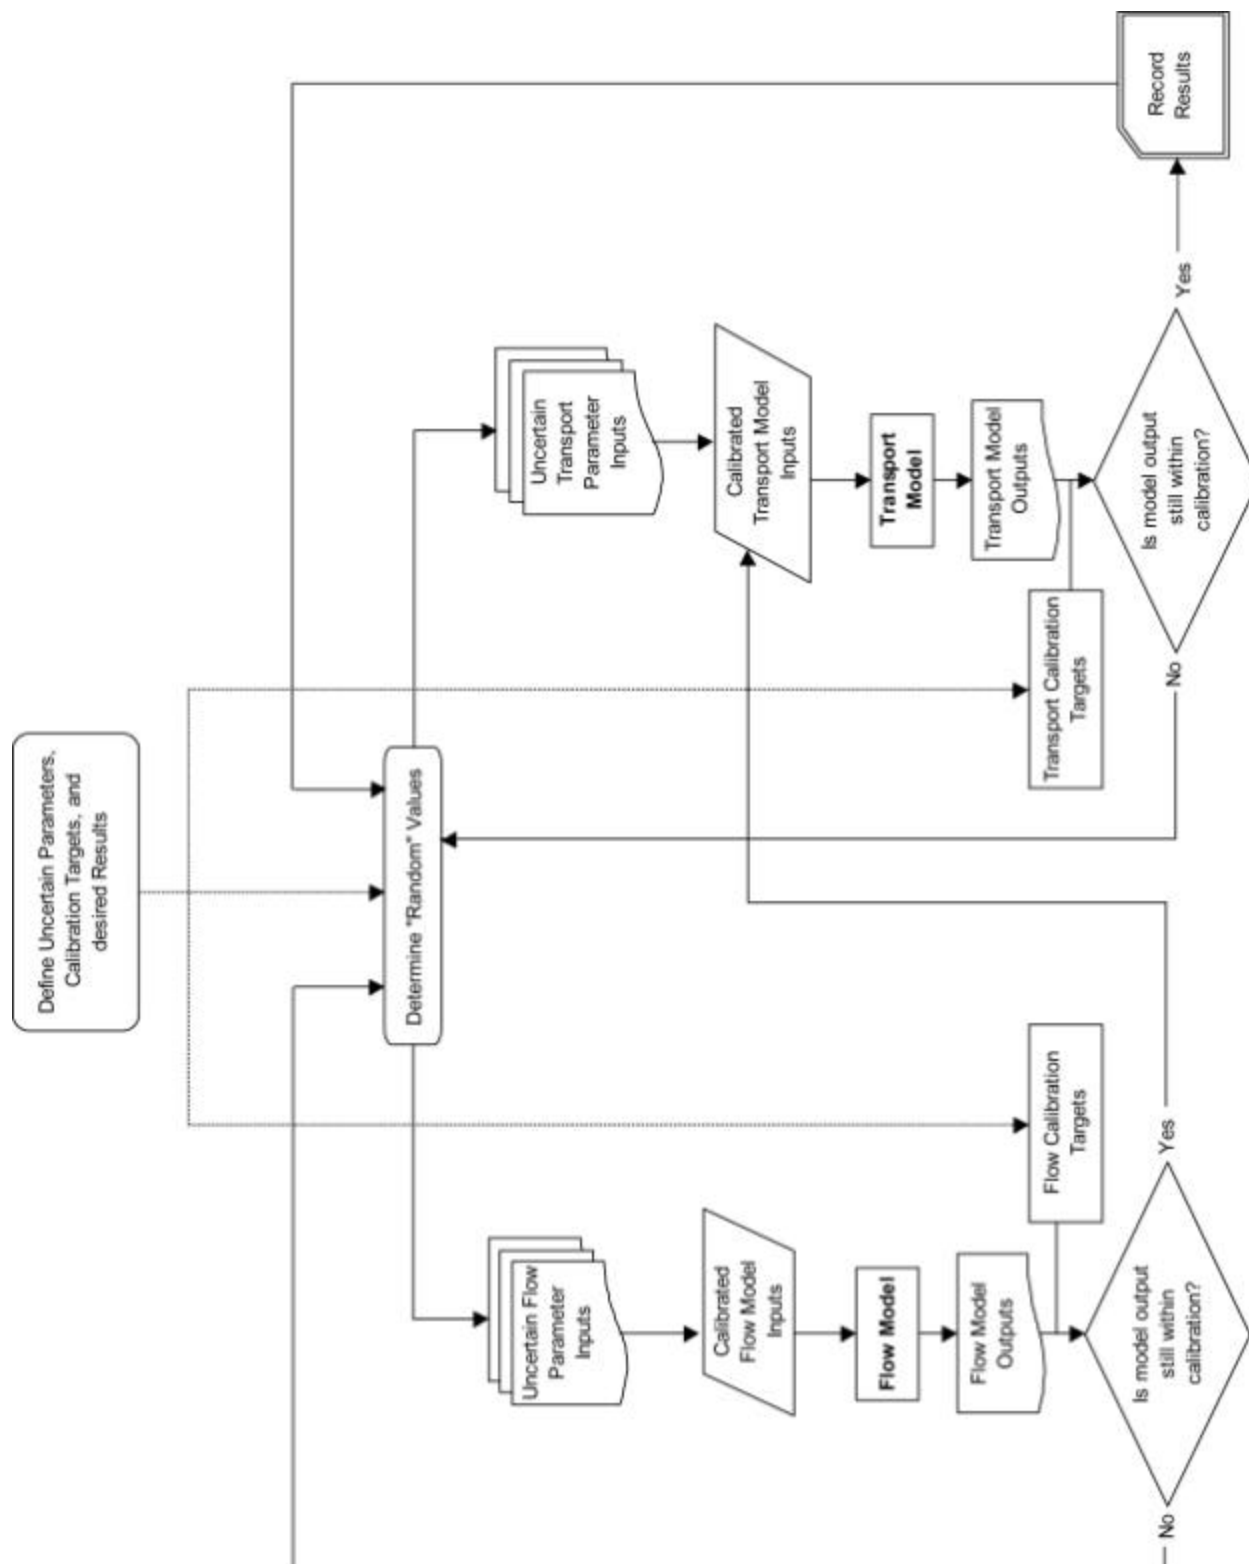 Define Uncertain Parameters,
Calibration Targets, and
desired Results
Determine "Random" Values
Uncertain Flow
Parameter
Inputs
Calibrated
Flow Model
Inputs
Flow Model
Flow Model
Outputs
Flow Calibration
Targets
Is model output
still within
calibration?
No
Yes
Uncertain
Transport
Parameter
Inputs
Calibrated
Transport Model
Inputs
Transport
Model
Transport Model
Outputs
Transport Calibration
Targets
Is model output
still within
calibration?
No
Yes
Record
Results